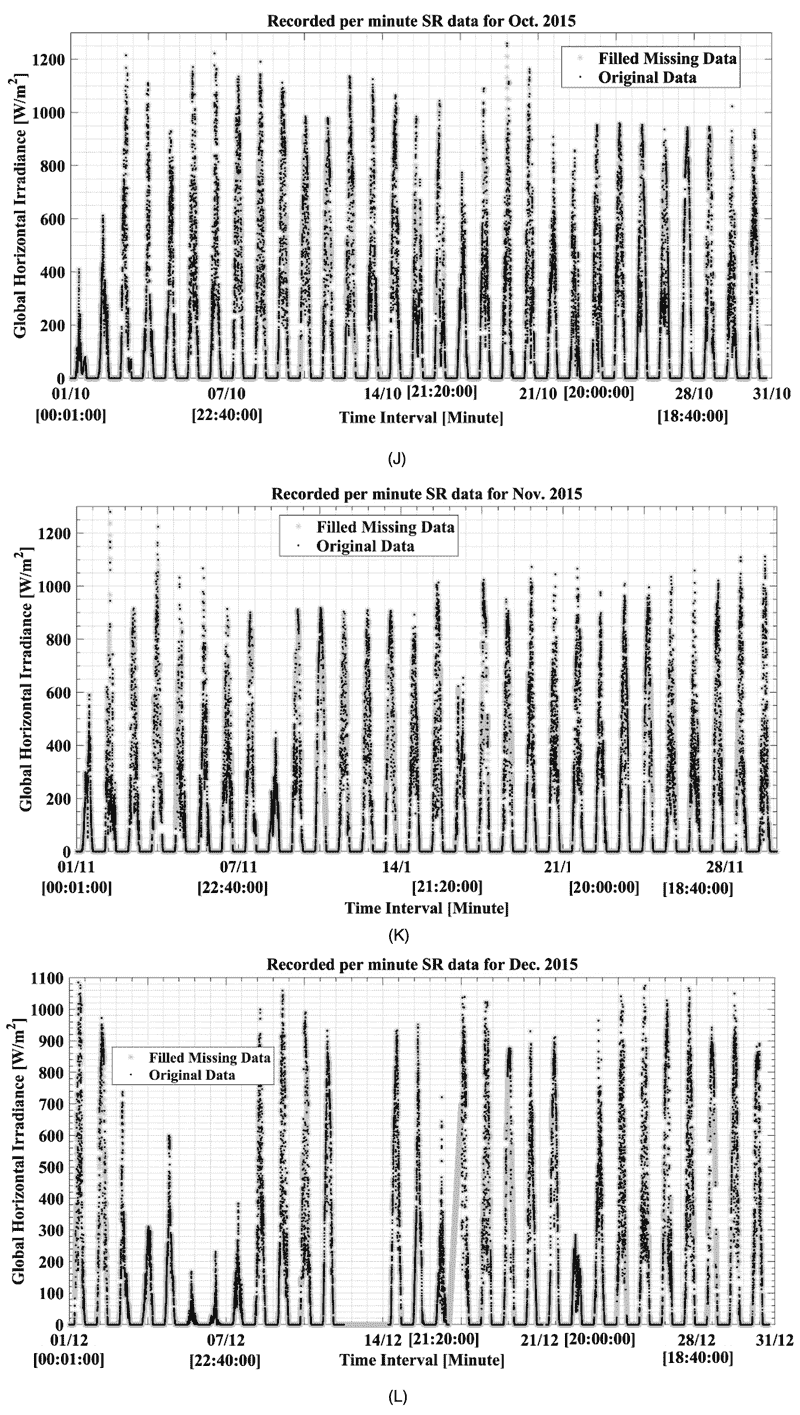 Recorded per minute SR data for Oct. 2015
Global Horizontal Irradiance [W/m²]
1200
1000
800
600
400
200
0
Filled Missing Data
Original Data
01/10 07/10 14/10 [21:20:00] 21/10 [20:00:00] 28/10 31/10
[00:01:00] [22:40:00] Time Interval [Minute] [18:40:00]
(J)
Recorded per minute SR data for Nov. 2015
Global Horizontal Irradiance [W/m²]
1200
1000
800
600
400
200
0
Filled Missing Data
Original Data
01/11 07/11 14/1 21/1 28/11
[00:01:00] [22:40:00] [21:20:00] [20:00:00] [18:40:00]
Time Interval [Minute]
(K)
Recorded per minute SR data for Dec. 2015
Global Horizontal Irradiance [W/m²]
1100
1000
900
800
700
600
500
400
300
200
100
0
Filled Missing Data
Original Data
01/12 07/12 14/12 [21:20:00] 21/12 [20:00:00] 28/12 31/12
[00:01:00] [22:40:00] Time Interval [Minute] [18:40:00]
(L)